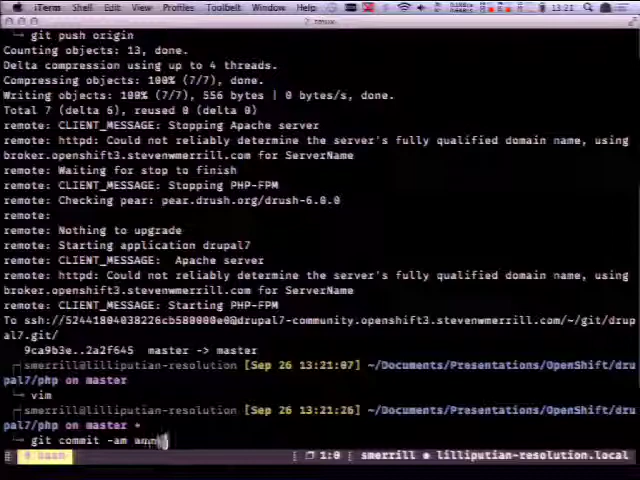 iTerm Shell Edit View Profiles Toolbelt Window Help 13:21
tmux
git push origin
Counting objects: 13, done.
Delta compression using up to 4 threads.
Compressing objects: 100% (7/7), done.
Writing objects: 100% (7/7), 556 bytes | 0 bytes/s, done.
Total 7 (delta 6), reused 0 (delta 0)
remote: CLIENT_MESSAGE: Stopping Apache server
remote: httpd: Could not reliably determine the server's fully qualified domain name, using
broker.openshift3.stevenwmerrill.com for ServerName
remote: Waiting for stop to finish
remote: CLIENT_MESSAGE: Stopping PHP-FPM
remote: Checking pear: pear.drush.org/drush-6.0.0
remote:
remote: Nothing to upgrade
remote: Starting application drupal7
remote: CLIENT_MESSAGE:  Apache server
remote: httpd: Could not reliably determine the server's fully qualified domain name, using
broker.openshift3.stevenwmerrill.com for ServerName
remote: CLIENT_MESSAGE: Starting PHP-FPM
To ssh://52441804038226cb580000e0@drupal7-community.openshift3.stevenwmerrill.com/~/git/dru
pal7.git/
9ca9b3e..2a2f645  master -> master
smerrill@lilliputian-resolution [Sep 26 13:21:07] ~/Documents/Presentations/OpenShift/dru
pal7/php on master
vim
smerrill@lilliputian-resolution [Sep 26 13:21:26] ~/Documents/Presentations/OpenShift/dru
pal7/php on master *
git commit -am
1:0 smerrill lilliputian-resolution.local